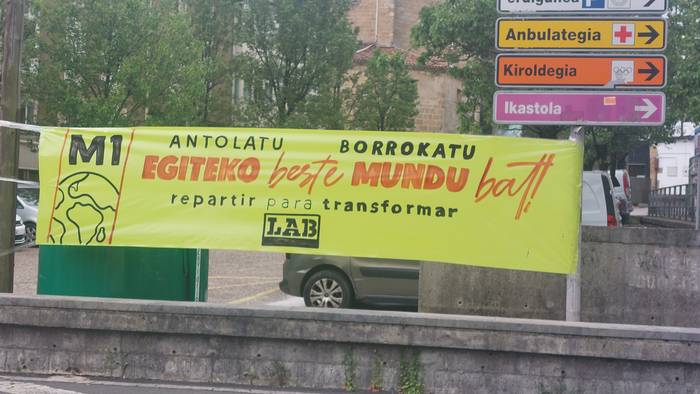 Anbulategia
Kiroldegia
Ikastola
M1
ANTOLATU BORROKATU
EGITEKO beste MUNDU bat!!
repartir para transformar
LAB